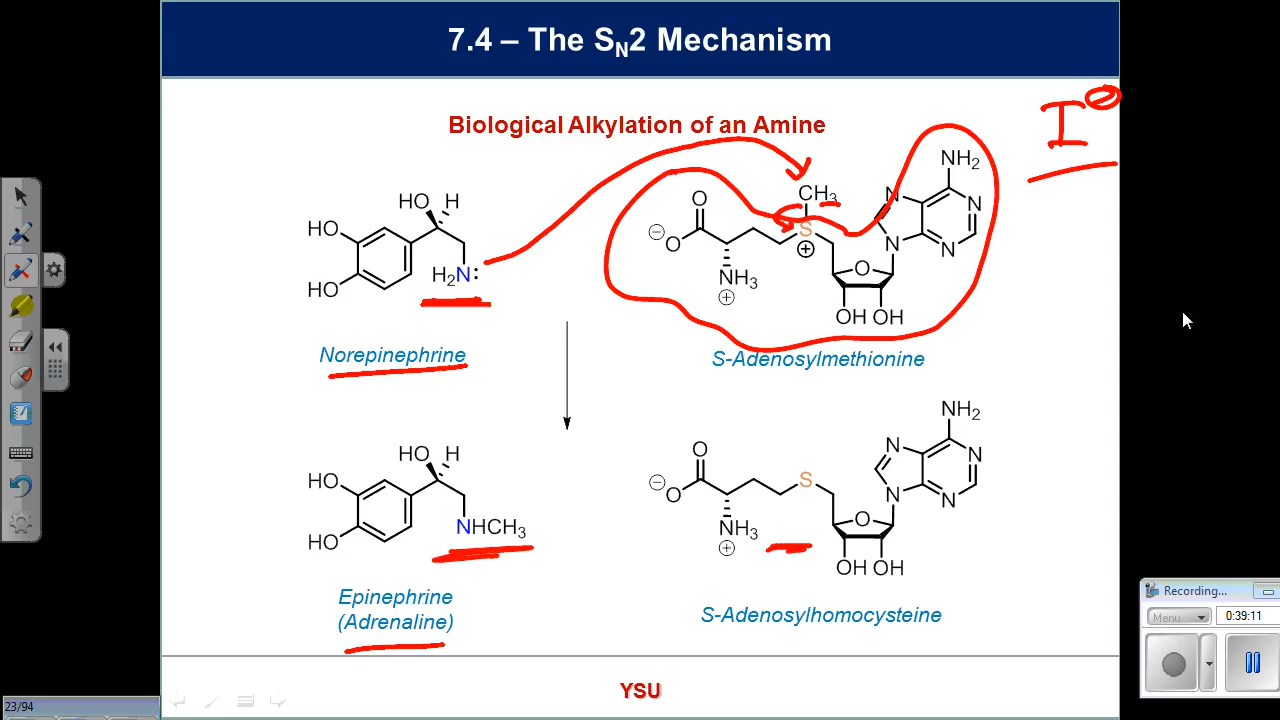 7.4 – The SN2 Mechanism
Biological Alkylation of an Amine
I⊖
HO H
HO
HO
H2N:
Norepinephrine
CH3
S
⊕
O
⊖
O
NH3
⊕
NH2
N
N
N
N
O
OH OH
S-Adenosylmethionine
HO H
HO
HO
NHCH3
Epinephrine
(Adrenaline)
O
⊖
O
S
NH3
⊕
NH2
N
N
N
N
O
OH OH
S-Adenosylhomocysteine
YSU
23/94
Recording...
Menu
0:39:11